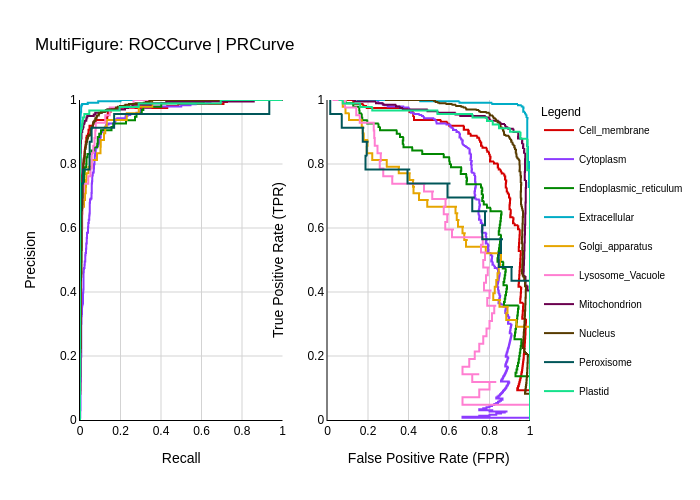 MultiFigure: ROCCurve | PRCurve
Precision
1
0.8
0.6
0.4
0.2
0
0 0.2 0.4 0.6 0.8 1
Recall
True Positive Rate (TPR)
1
0.8
0.6
0.4
0.2
0
0 0.2 0.4 0.6 0.8 1
False Positive Rate (FPR)
Legend
Cell_membrane
Cytoplasm
Endoplasmic_reticulum
Extracellular
Golgi_apparatus
Lysosome_Vacuole
Mitochondrion
Nucleus
Peroxisome
Plastid